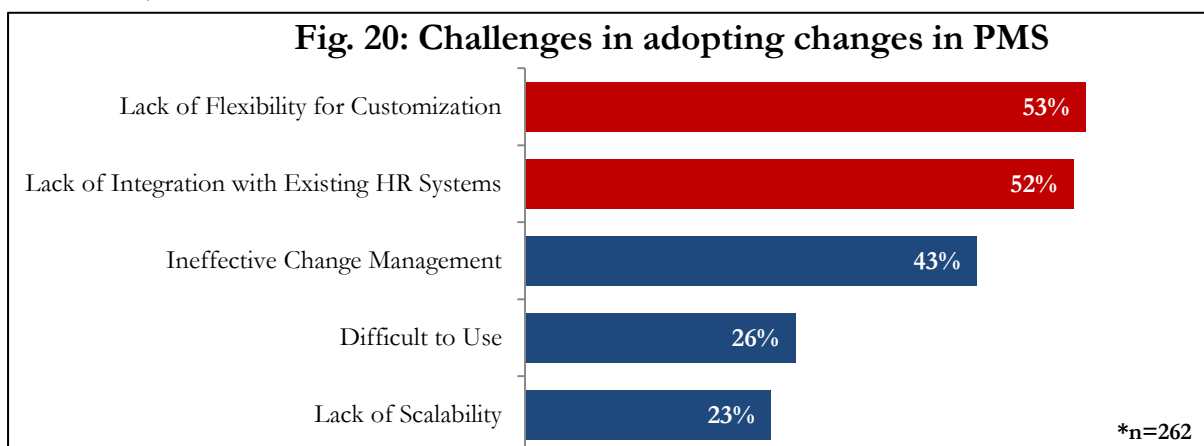 Fig. 20: Challenges in adopting changes in PMS
Lack of Flexibility for Customization 53%
Lack of Integration with Existing HR Systems 52%
Ineffective Change Management 43%
Difficult to Use 26%
Lack of Scalability 23%
*n=262